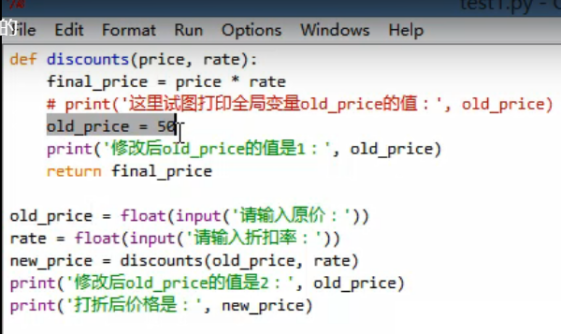 test1.py
的
File Edit Format Run Options Windows Help
def discounts(price, rate):
    final_price = price * rate
    # print('这里试图打印全局变量old_price的值：', old_price)
    old_price = 50
    print('修改后old_price的值是1：', old_price)
    return final_price
old_price = float(input('请输入原价：'))
rate = float(input('请输入折扣率：'))
new_price = discounts(old_price, rate)
print('修改后old_price的值是2：', old_price)
print('打折后价格是：', new_price)